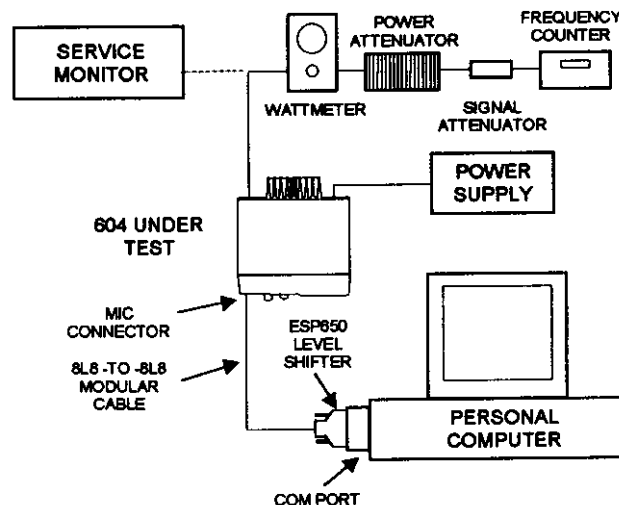 SERVICE
MONITOR
WATTMETER
POWER
ATTENUATOR
SIGNAL
ATTENUATOR
FREQUENCY
COUNTER
POWER
SUPPLY
604 UNDER
TEST
MIC
CONNECTOR
8L8 -TO -8L8
MODULAR
CABLE
ESP650
LEVEL
SHIFTER
PERSONAL
COMPUTER
COM PORT